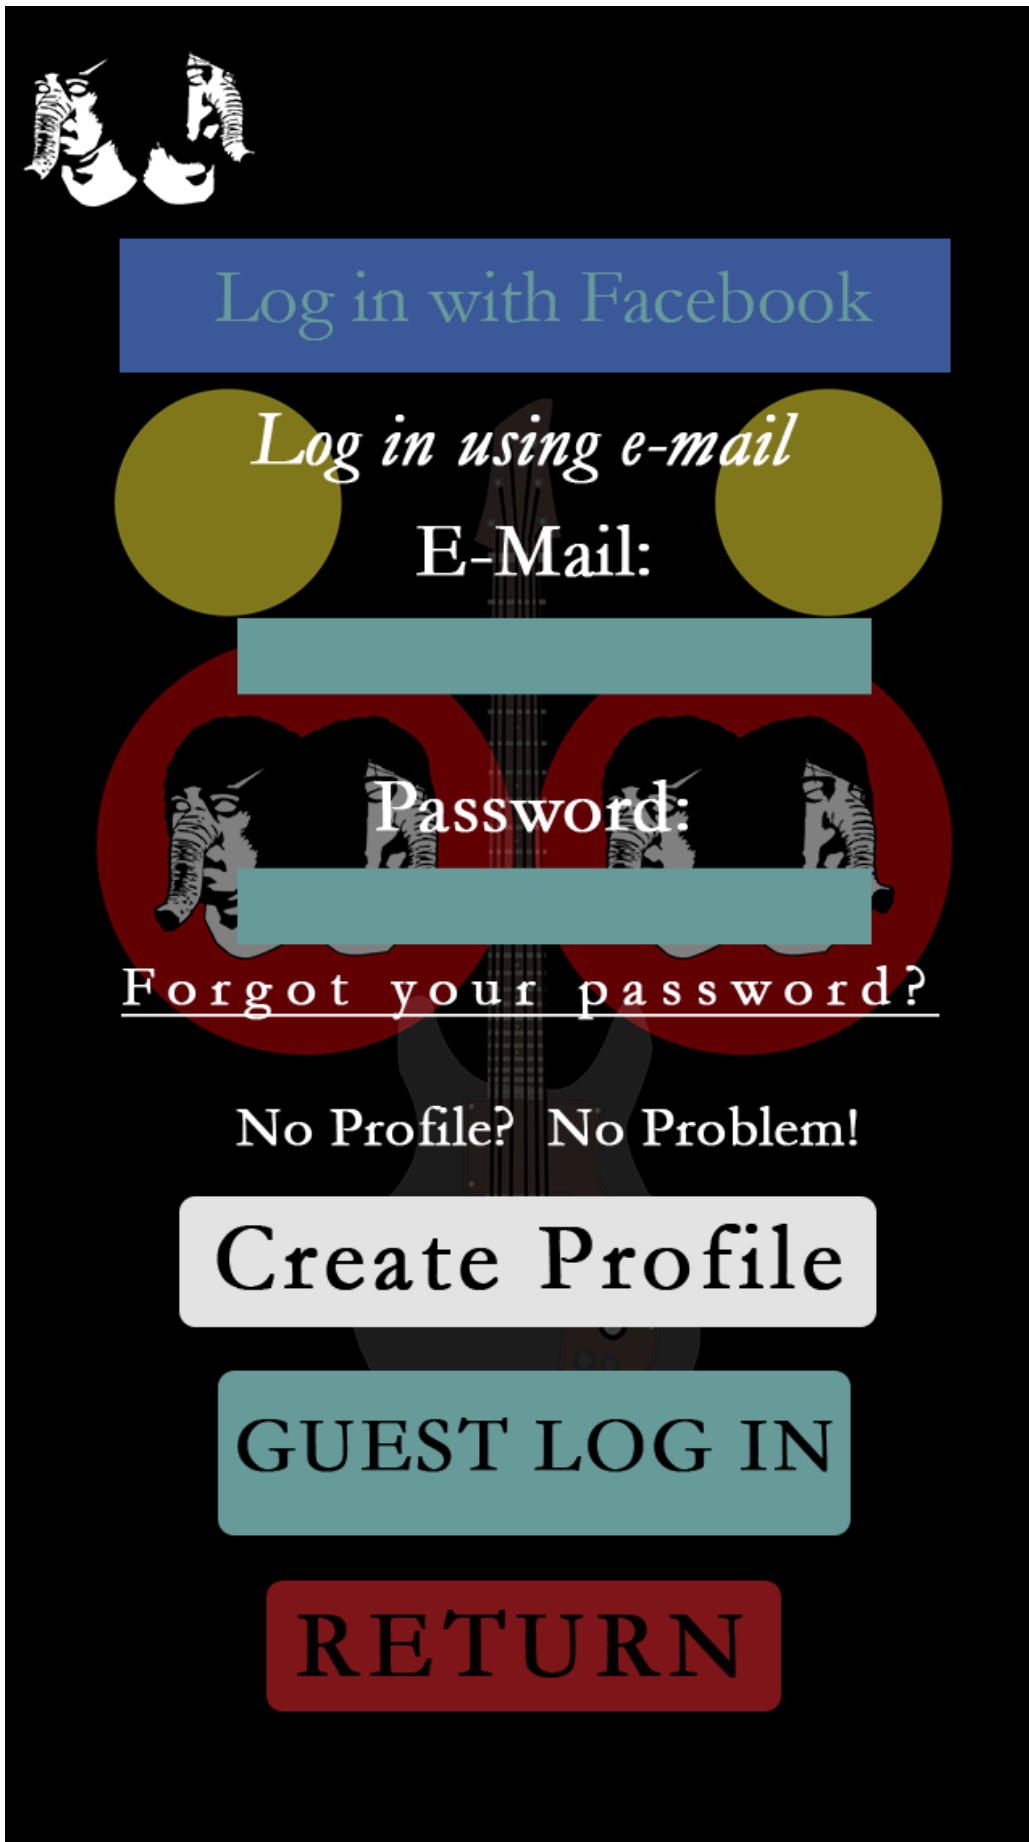 Log in with Facebook
Log in using e-mail
E-Mail:
Password:
Forgot your password?
No Profile? No Problem!
Create Profile
GUEST LOG IN
RETURN